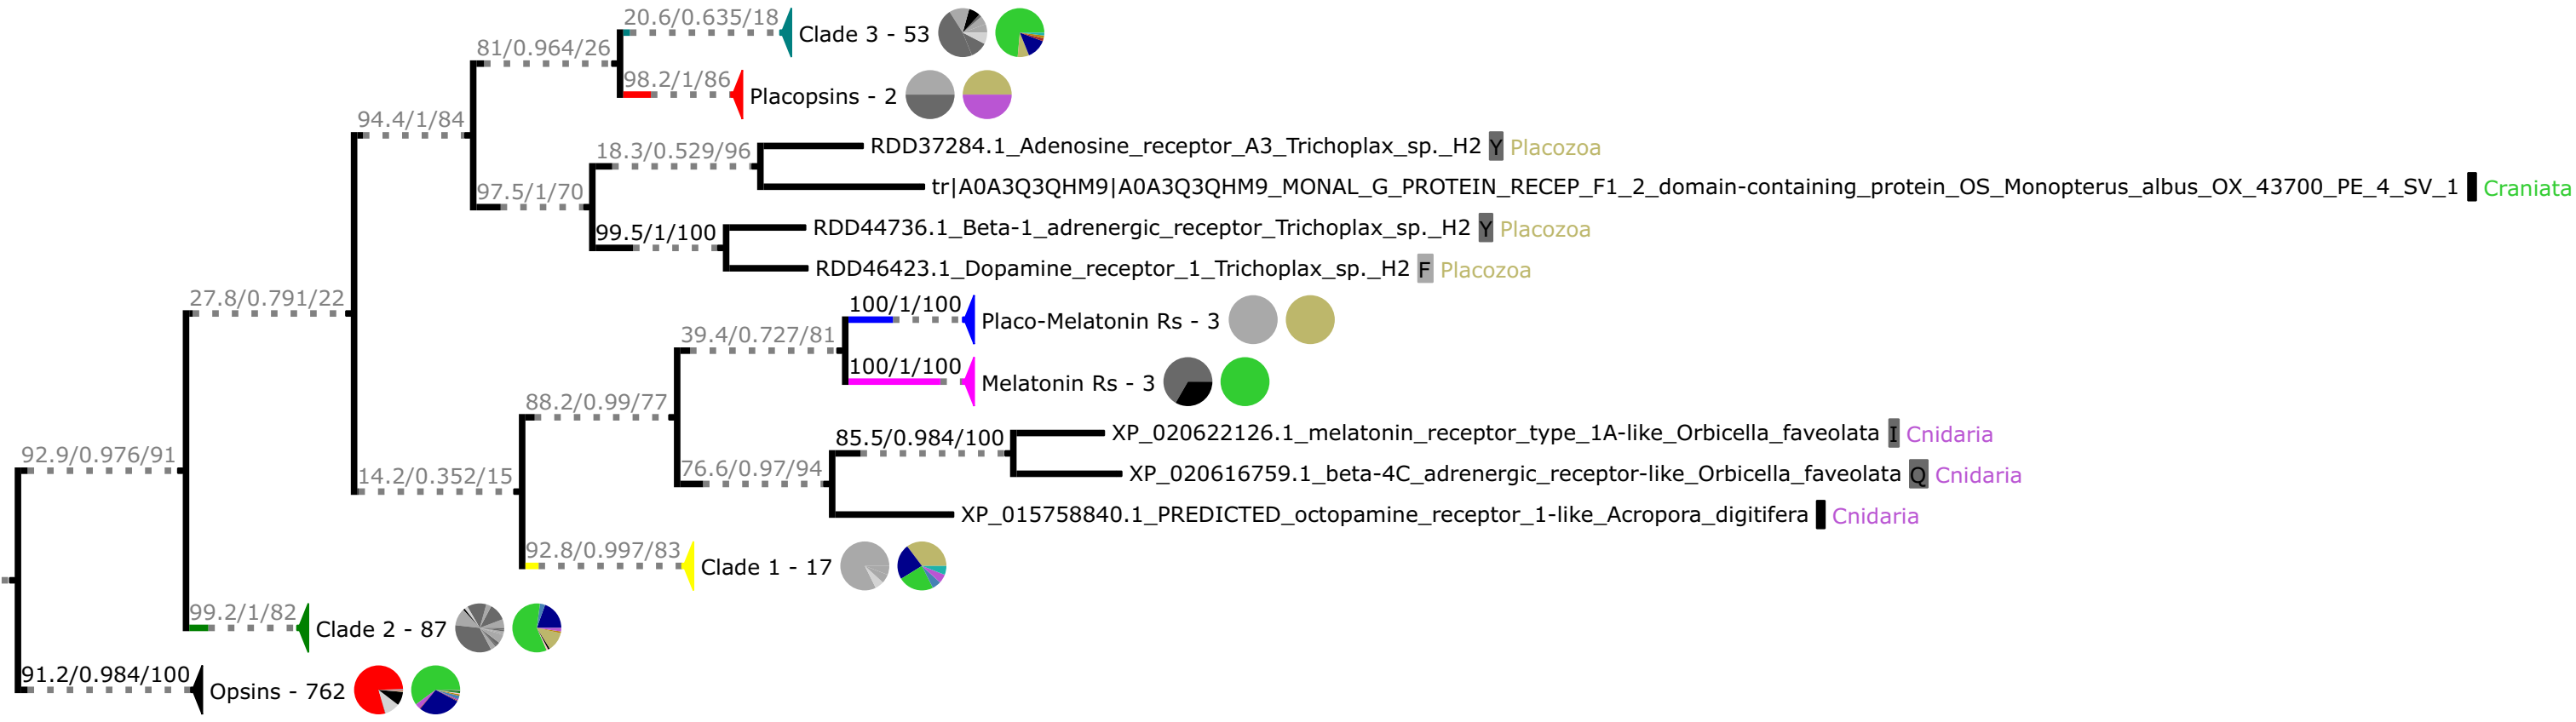 20.6/0.635/18
Clade 3 - 53
81/0.964/26
98.2/1/86
Placopsins - 2
94.4/1/84
18.3/0.529/96
RDD37284.1_Adenosine_receptor_A3_Trichoplax_sp._H2 Y Placozoa
tr|A0A3Q3QHM9|A0A3Q3QHM9_MONAL_G_PROTEIN_RECEP_F1_2_domain-containing_protein_OS_Monopterus_albus_OX_43700_PE_4_SV_1 Craniata
97.5/1/70
RDD44736.1_Beta-1_adrenergic_receptor_Trichoplax_sp._H2 Y Placozoa
99.5/1/100
RDD46423.1_Dopamine_receptor_1_Trichoplax_sp._H2 F Placozoa
27.8/0.791/22
100/1/100
Placo-Melatonin Rs - 3
39.4/0.727/81
100/1/100
Melatonin Rs - 3
88.2/0.99/77
XP_020622126.1_melatonin_receptor_type_1A-like_Orbicella_faveolata I Cnidaria
85.5/0.984/100
XP_020616759.1_beta-4C_adrenergic_receptor-like_Orbicella_faveolata Q Cnidaria
92.9/0.976/91
14.2/0.352/15
76.6/0.97/94
XP_015758840.1_PREDICTED_octopamine_receptor_1-like_Acropora_digitifera Cnidaria
92.8/0.997/83
Clade 1 - 17
99.2/1/82
Clade 2 - 87
91.2/0.984/100
Opsins - 762